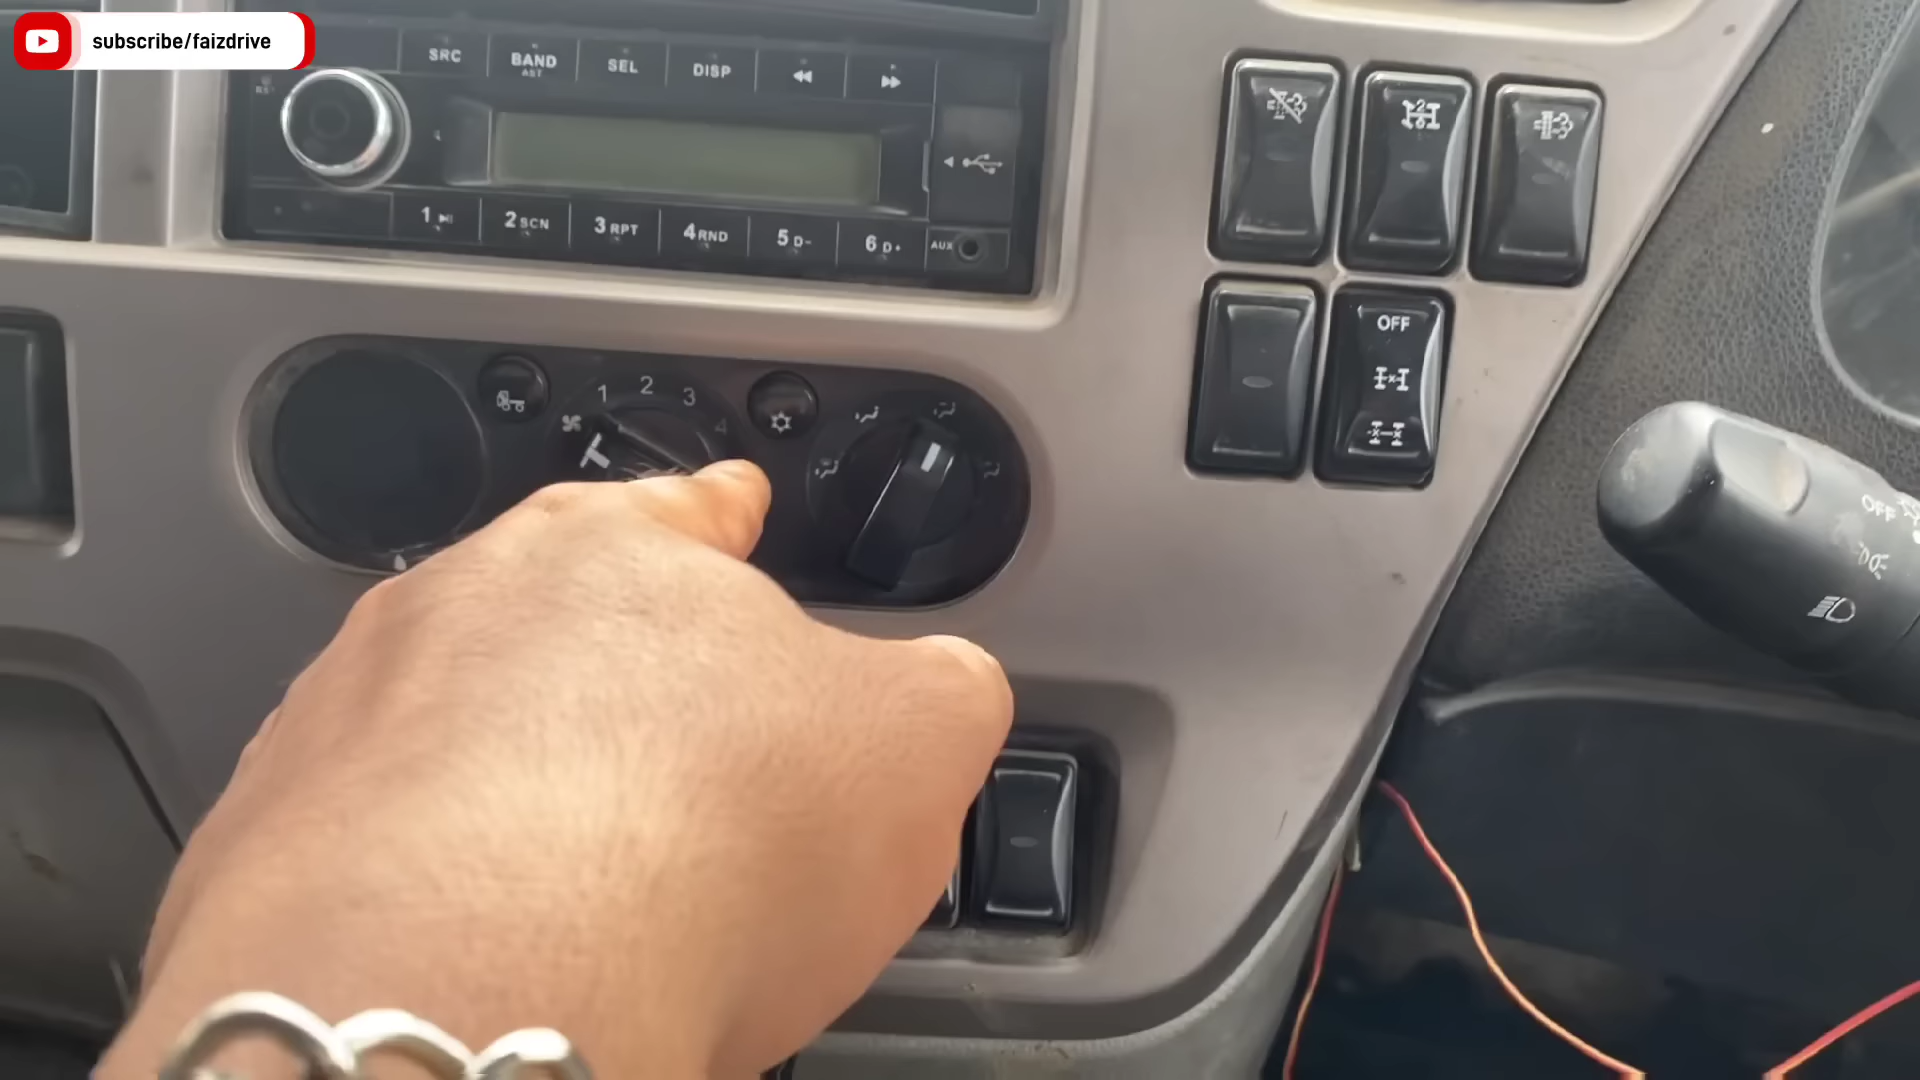 subscribe/faizdrive
SRC
BAND
AST
SEL
DISP
1
2 SCN
3 RPT
4 RND
5 D-
6 D+
AUX
1
2
3
4
OFF
OFF